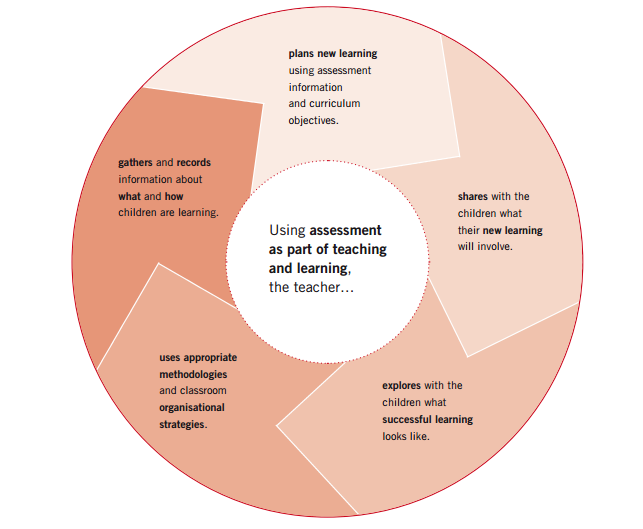 plans new learning
using assessment
information
and curriculum
objectives.
shares with the
children what
their new learning
will involve.
explores with the
children what
successful learning
looks like.
uses appropriate
methodologies
and classroom
organisational
strategies.
gathers and records
information about
what and how
children are learning.
Using assessment
as part of teaching
and learning,
the teacher...